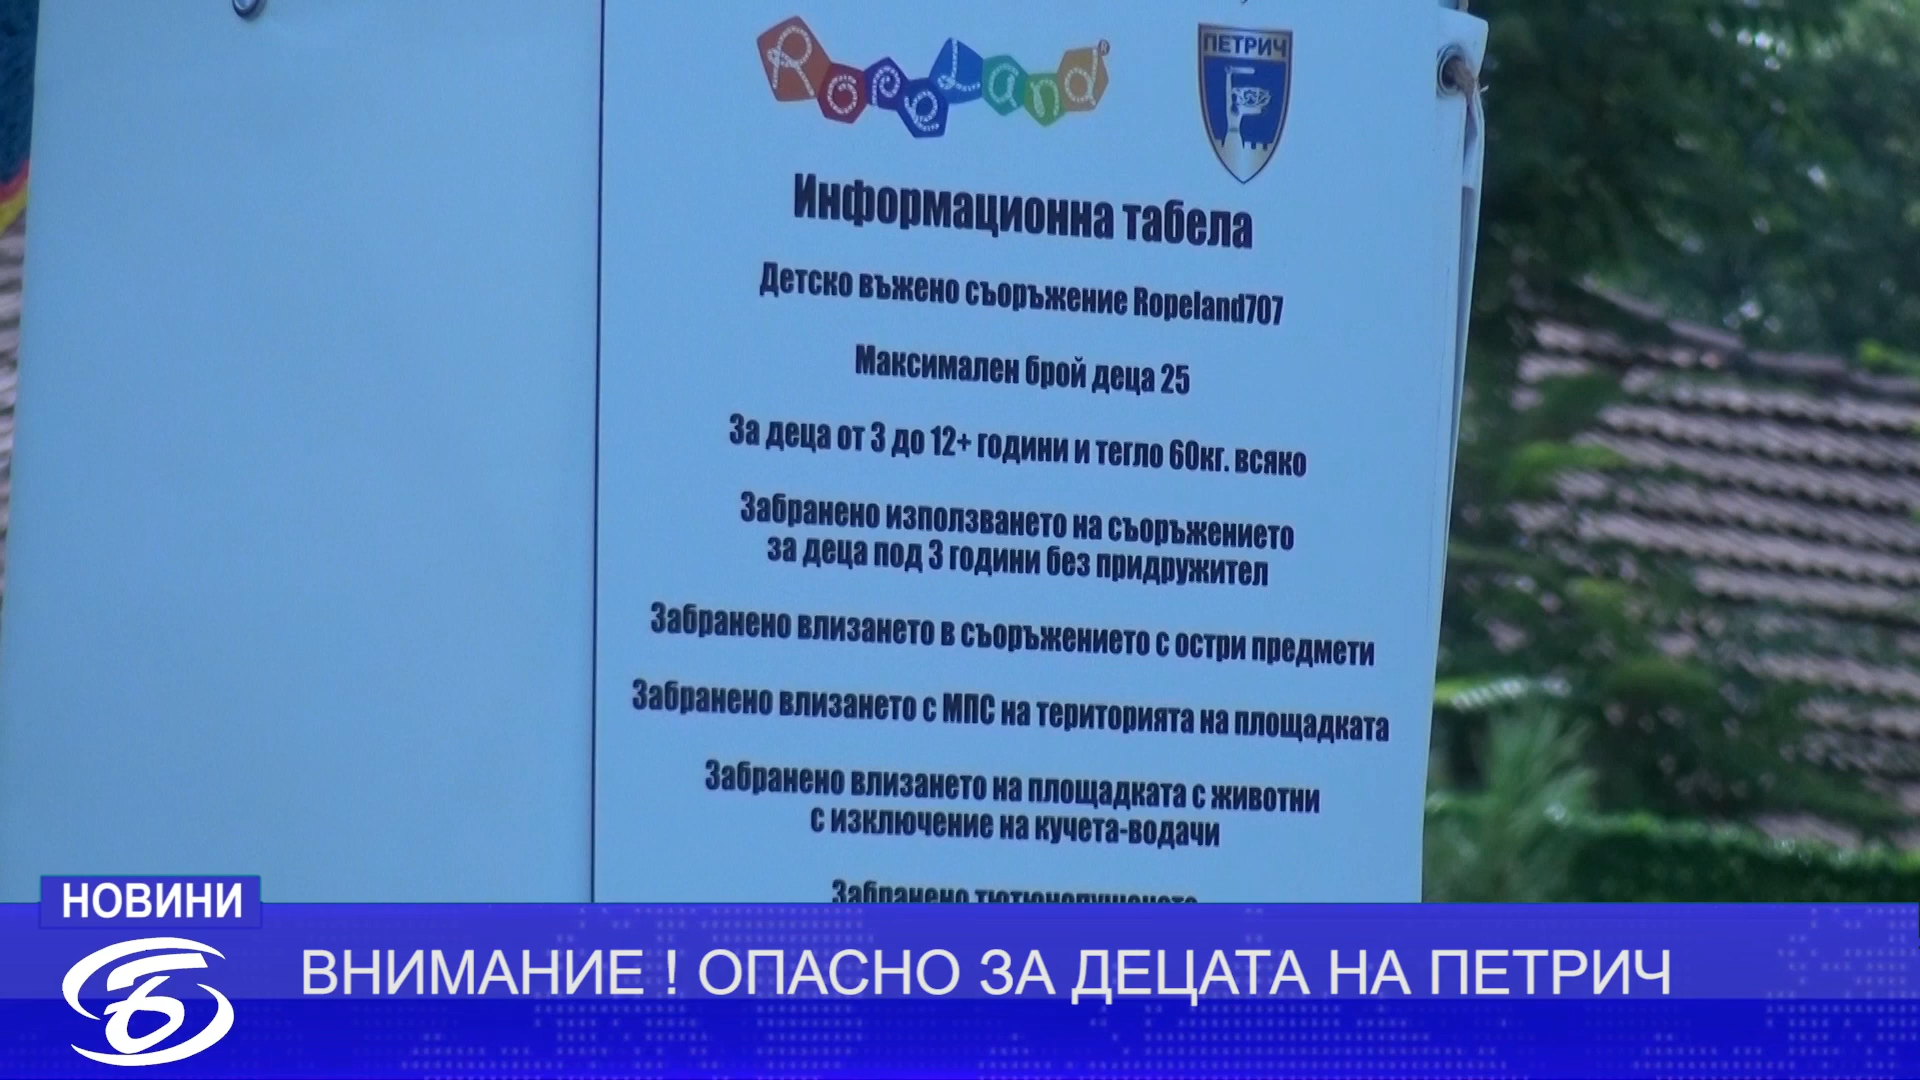 RopeLand®
ПЕТРИЧ
Информационна табела
Детско въжено съоръжение Ropeland707
Максимален брой деца 25
За деца от 3 до 12+ години и тегло 60кг. всяко
Забранено използването на съоръжението
за деца под 3 години без придружител
Забранено влизането в съоръжението с остри предмети
Забранено влизането с МПС на територията на площадката
Забранено влизането на площадката с животни
с изключение на кучета-водачи
Забранено тютюнопушенето
НОВИНИ
ВНИМАНИЕ ! ОПАСНО ЗА ДЕЦАТА НА ПЕТРИЧ